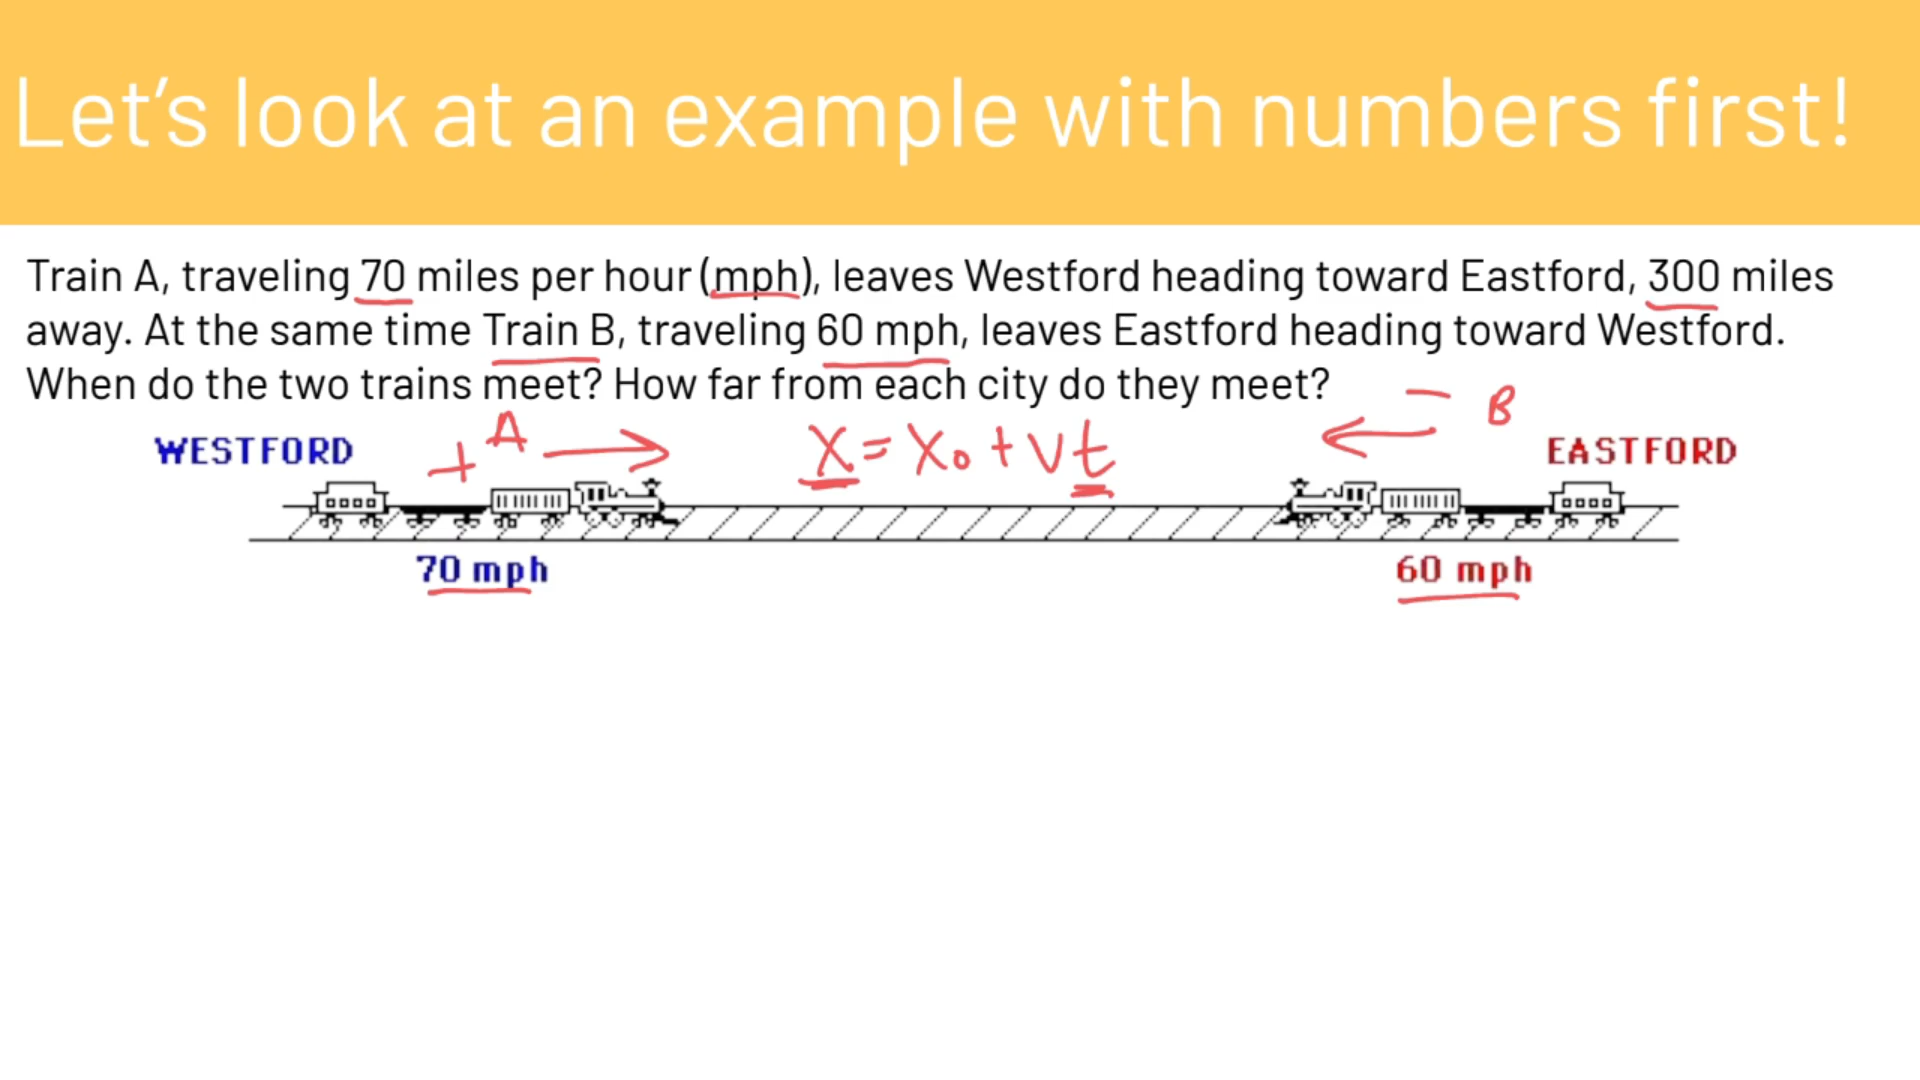 Let's look at an example with numbers first!
Train A, traveling 70 miles per hour (mph), leaves Westford heading toward Eastford, 300 miles
away. At the same time Train B, traveling 60 mph, leaves Eastford heading toward Westford.
When do the two trains meet? How far from each city do they meet?
+ A → x = x₀ + vt ← − B
WESTFORD EASTFORD
70 mph 60 mph